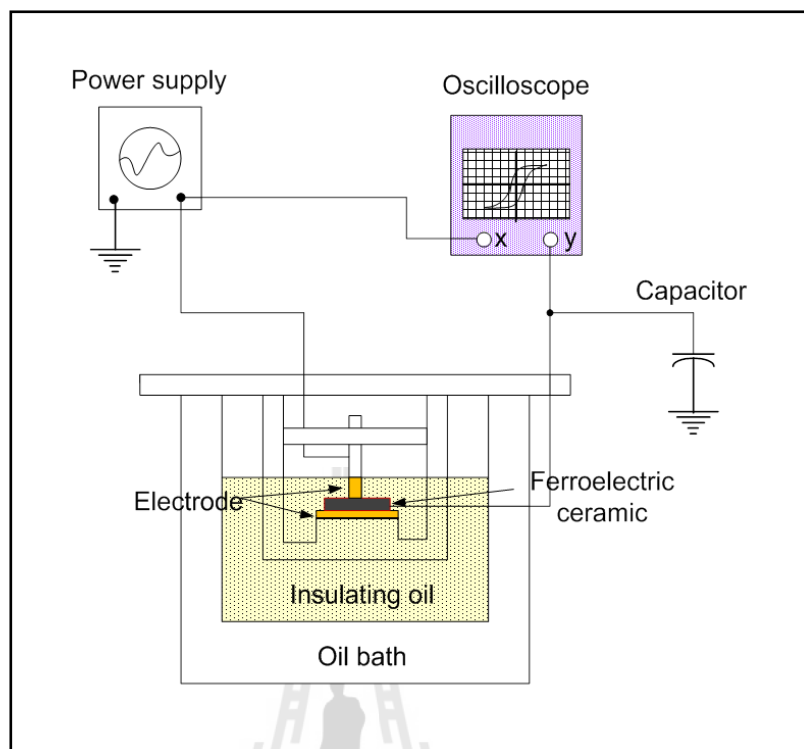 Power supply
Oscilloscope
x
y
Capacitor
Electrode
Ferroelectric
ceramic
Insulating oil
Oil bath